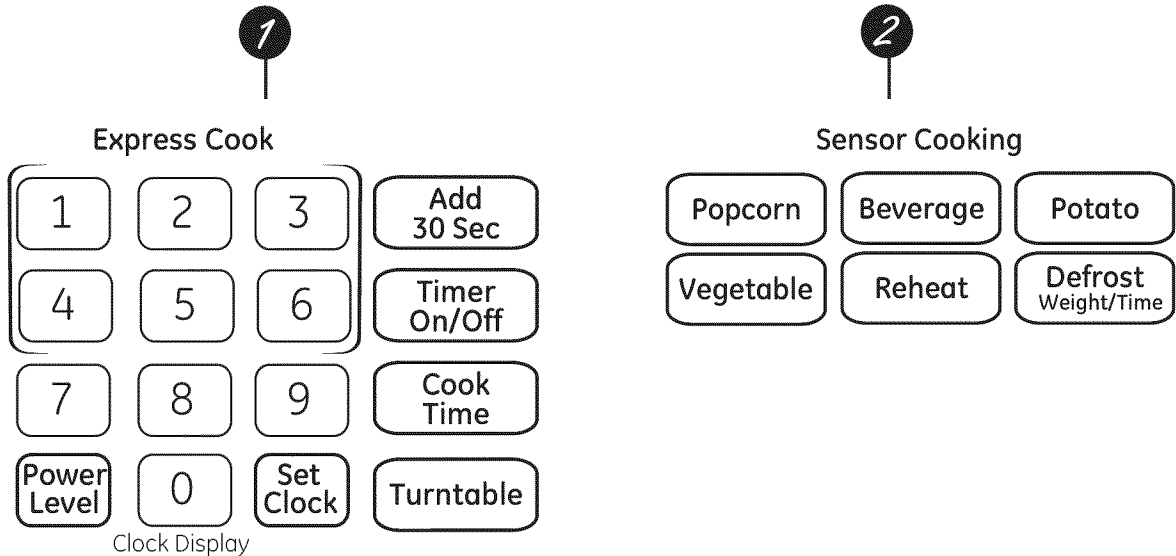 1
2
Express Cook
1 2 3
Add
30 Sec
4 5 6
Timer
On/Off
7 8 9
Cook
Time
Power
Level
0
Set
Clock
Turntable
Clock Display
Sensor Cooking
Popcorn Beverage Potato
Vegetable Reheat
Defrost
Weight/Time